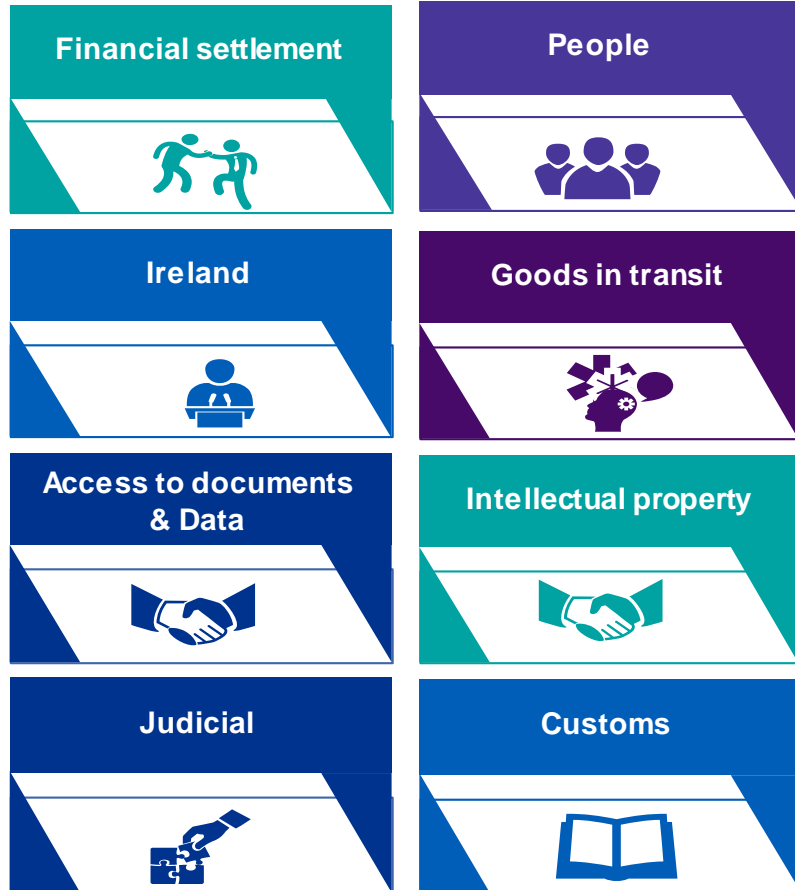 Financial settlement
People
Ireland
Goods in transit
Access to documents
& Data
Intellectual property
Judicial
Customs